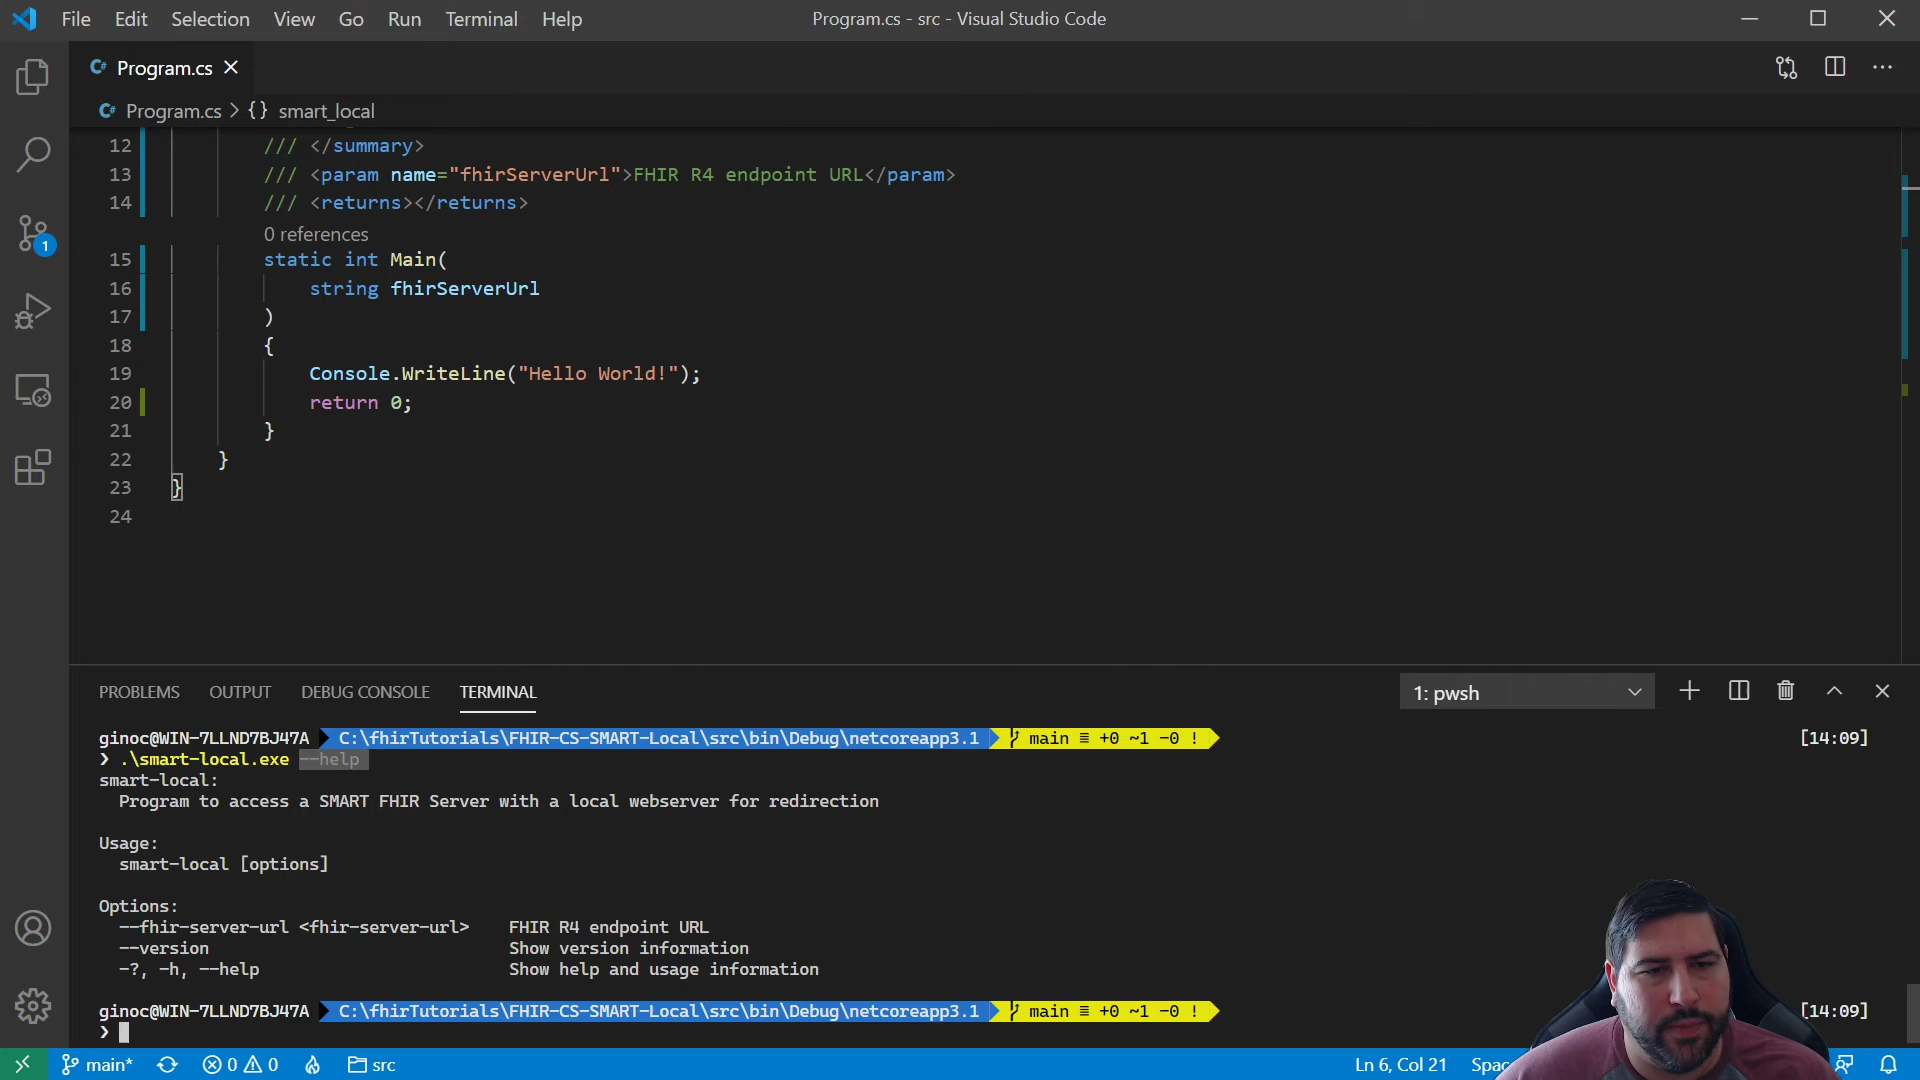 File Edit Selection View Go Run Terminal Help
Program.cs - src - Visual Studio Code
Program.cs
Program.cs > {} smart_local
12 /// </summary>
13 /// <param name="fhirServerUrl">FHIR R4 endpoint URL</param>
14 /// <returns></returns>
0 references
15 static int Main(
16 string fhirServerUrl
17 )
18 {
19 Console.WriteLine("Hello World!");
20 return 0;
21 }
22 }
23 }
24
1
PROBLEMS OUTPUT DEBUG CONSOLE TERMINAL
1: pwsh
ginoc@WIN-7LLND7BJ47A C:\fhirTutorials\FHIR-CS-SMART-Local\src\bin\Debug\netcoreapp3.1 main ≡ +0 ~1 -0 ! [14:09]
❯ .\smart-local.exe --help
smart-local:
Program to access a SMART FHIR Server with a local webserver for redirection
Usage:
smart-local [options]
Options:
--fhir-server-url <fhir-server-url> FHIR R4 endpoint URL
--version Show version information
-?, -h, --help Show help and usage information
ginoc@WIN-7LLND7BJ47A C:\fhirTutorials\FHIR-CS-SMART-Local\src\bin\Debug\netcoreapp3.1 main ≡ +0 ~1 -0 ! [14:09]
❯
main* 0 0 src
Ln 6, Col 21